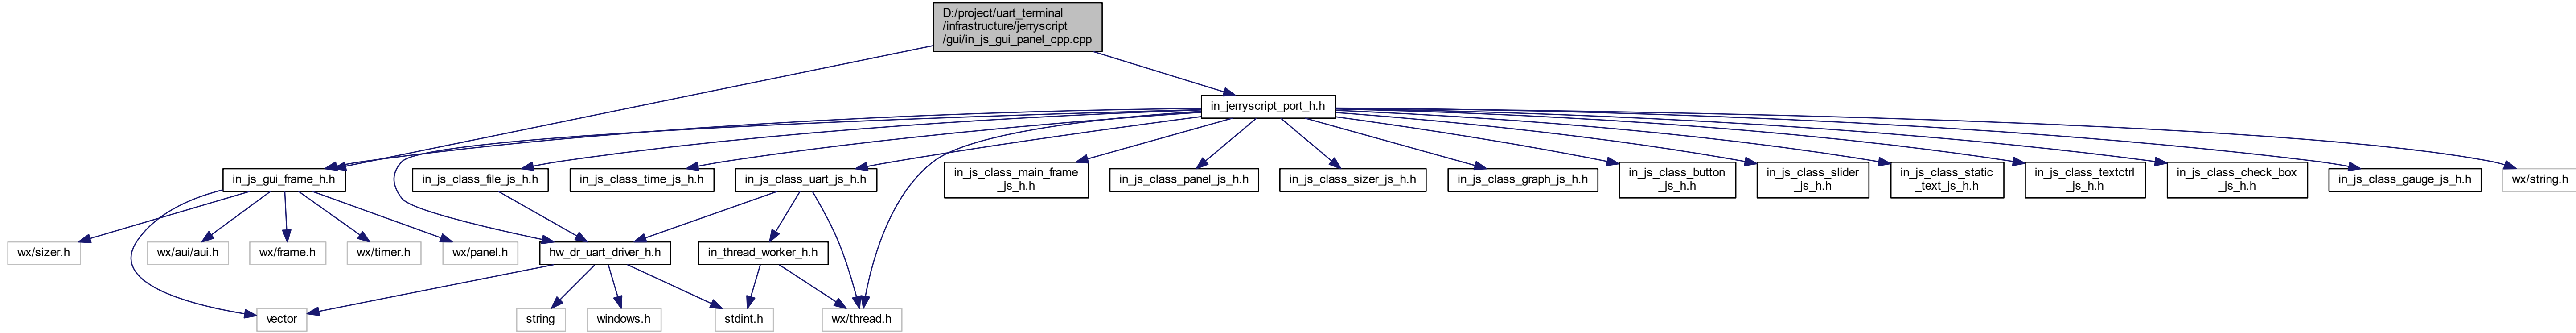 D:/project/uart_terminal
/infrastructure/jerryscript
/gui/in_js_gui_panel_cpp.cpp
in_jerryscript_port_h.h
in_js_gui_frame_h.h
in_js_class_file_js_h.h
in_js_class_time_js_h.h
in_js_class_uart_js_h.h
in_js_class_main_frame
_js_h.h
in_js_class_panel_js_h.h
in_js_class_sizer_js_h.h
in_js_class_graph_js_h.h
in_js_class_button
_js_h.h
in_js_class_slider
_js_h.h
in_js_class_static
_text_js_h.h
in_js_class_textctrl
_js_h.h
in_js_class_check_box
_js_h.h
in_js_class_gauge_js_h.h
wx/string.h
wx/sizer.h
wx/aui/aui.h
wx/frame.h
wx/timer.h
wx/panel.h
hw_dr_uart_driver_h.h
in_thread_worker_h.h
vector
string
windows.h
stdint.h
wx/thread.h